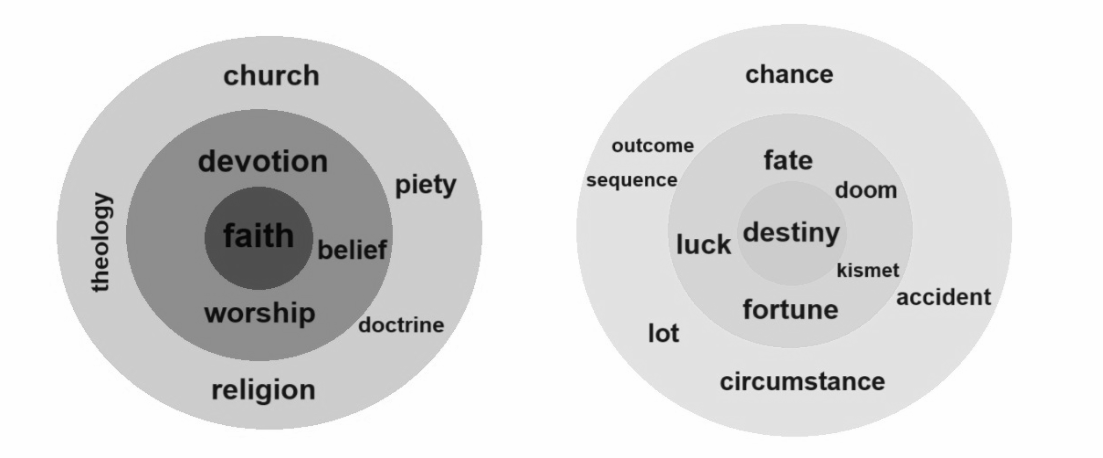 church
devotion
piety
theology
faith
belief
worship
doctrine
religion
chance
outcome
fate
sequence
doom
destiny
luck
kismet
accident
fortune
lot
circumstance